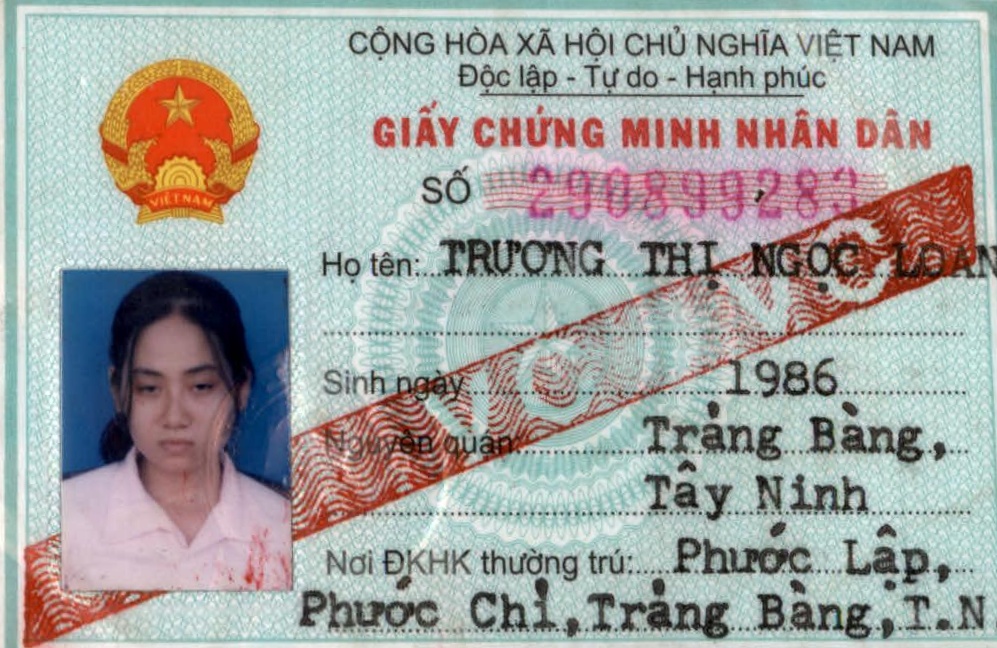 CỘNG HÒA XÃ HỘI CHỦ NGHĨA VIỆT NAM
Độc lập - Tự do - Hạnh phúc
GIẤY CHỨNG MINH NHÂN DÂN
VIỆT NAM
SỐ 290899283
Họ tên: TRƯƠNG THỊ NGỌC LOAN
Sinh ngày 1986
Nguyên quán: Trảng Bàng,
Tây Ninh
Nơi ĐKHK thường trú: Phước Lập,
Phước Chỉ, Trảng Bàng, T.N